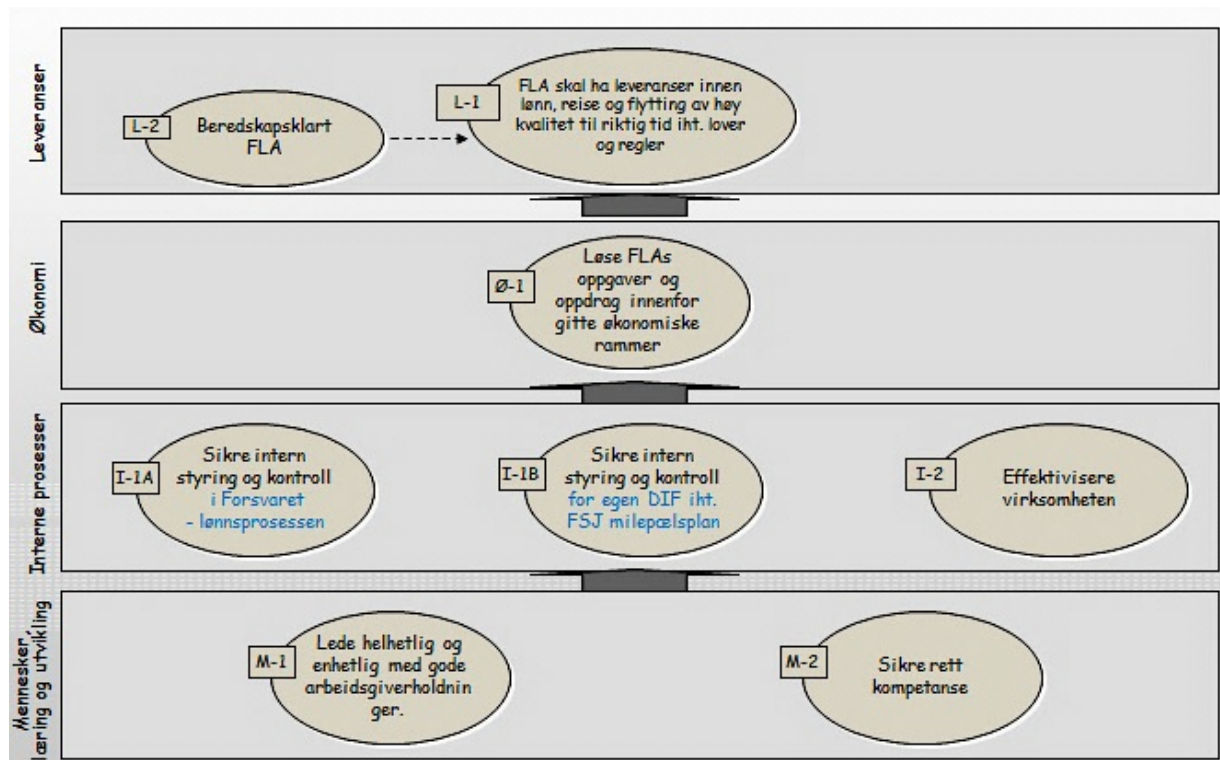 Leveranser
L-2
Beredskapsklart
FLA
L-1
FLA skal ha leveranser innen
lønn, reise og flytting av høy
kvalitet til riktig tid iht. lover
og regler
Økonomi
Ø-1
Løse FLAs
oppgaver og
oppdrag innenfor
gitte økonomiske
rammer
Interne prosesser
I-1A
Sikre intern
styring og kontroll
i Forsvaret
- lønnsprosessen
I-1B
Sikre intern
styring og kontroll
for egen DIF iht.
FSJ milepælsplan
I-2
Effektivisere
virksomheten
Mennesker,
læring og utvikling
M-1
Lede helhetlig og
enhetlig med gode
arbeidsgiverholdnin
ger.
M-2
Sikre rett
kompetanse